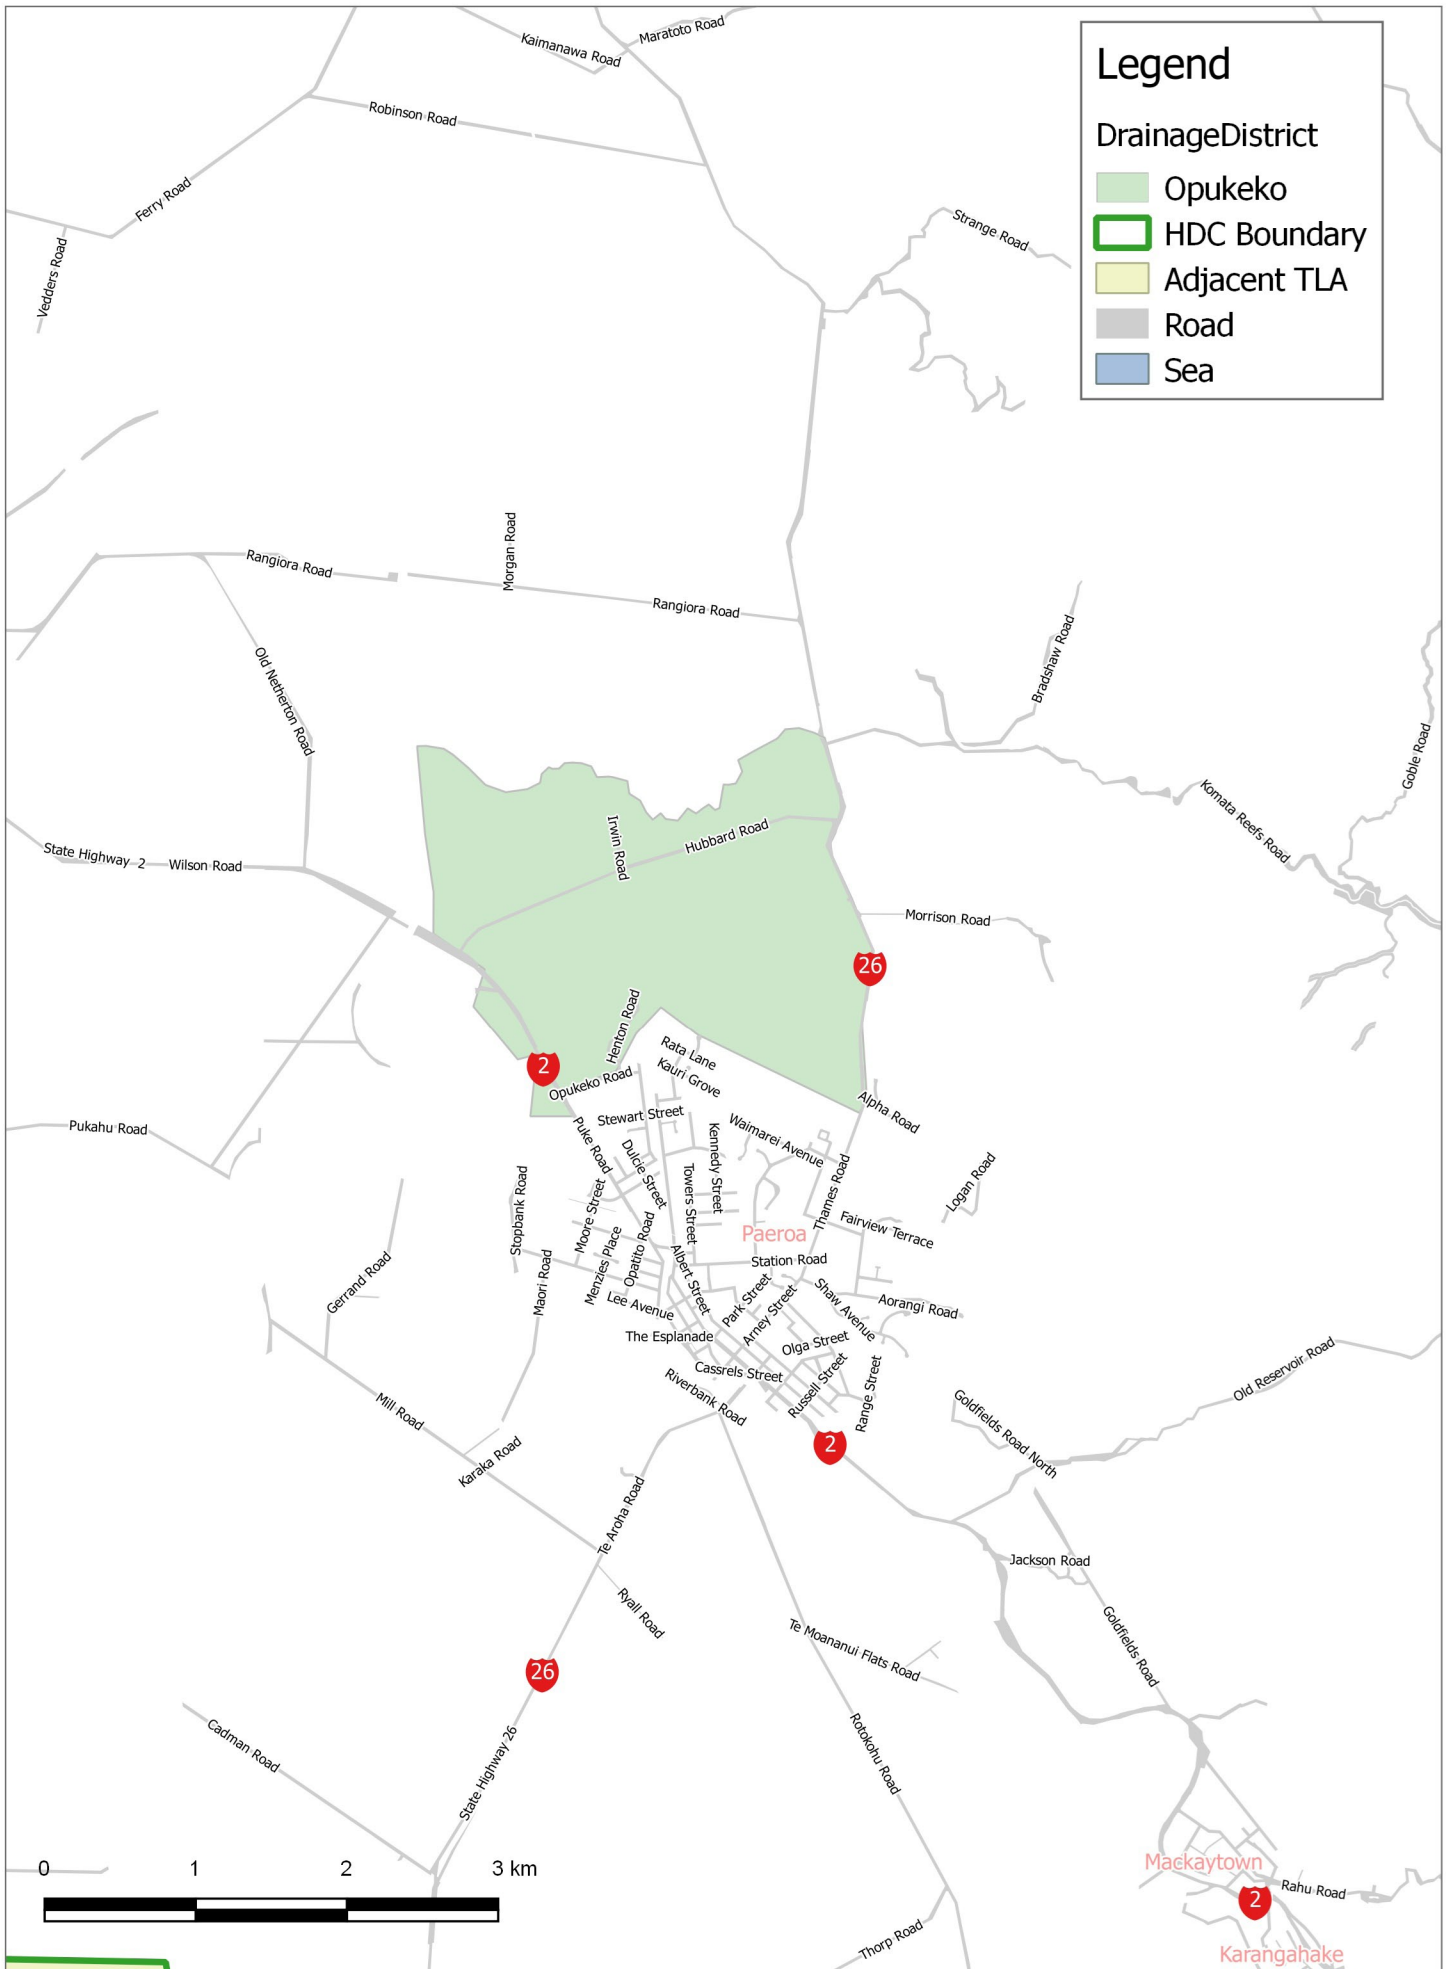 Kaimanawa Road
Maratoto Road
Legend
DrainageDistrict
Opukeko
HDC Boundary
Adjacent TLA
Road
Sea
Robinson Road
Ferry Road
Vedders Road
Strange Road
Rangiora Road
Morgan Road
Rangiora Road
Old Netherton Road
Bradshaw Road
Goble Road
Komata Reefs Road
State Highway 2
Wilson Road
Irwin Road
Hubbard Road
Morrison Road
26
Henton Road
Rata Lane
Kauri Grove
2
Opukeko Road
Alpha Road
Pukahu Road
Stewart Street
Puke Road
Dulcie Street
Kennedy Street
Waimarei Avenue
Towers Street
Thames Road
Logan Road
Stopbank Road
Moore Street
Menzies Place
Opatito Road
Paeroa
Fairview Terrace
Station Road
Maori Road
Gerrand Road
Albert Street
Lee Avenue
Park Street
Arney Street
Shaw Avenue
Aorangi Road
The Esplanade
Olga Street
Cassrels Street
Russell Street
Range Street
Riverbank Road
Old Reservoir Road
Mill Road
Karaka Road
2
Goldfields Road North
Te Aroha Road
Jackson Road
Ryall Road
Goldfields Road
Te Moananui Flats Road
26
Cadman Road
State Highway 26
Rotokohu Road
0 1 2 3 km
Mackaytown
2
Rahu Road
Thorp Road
Karangahake